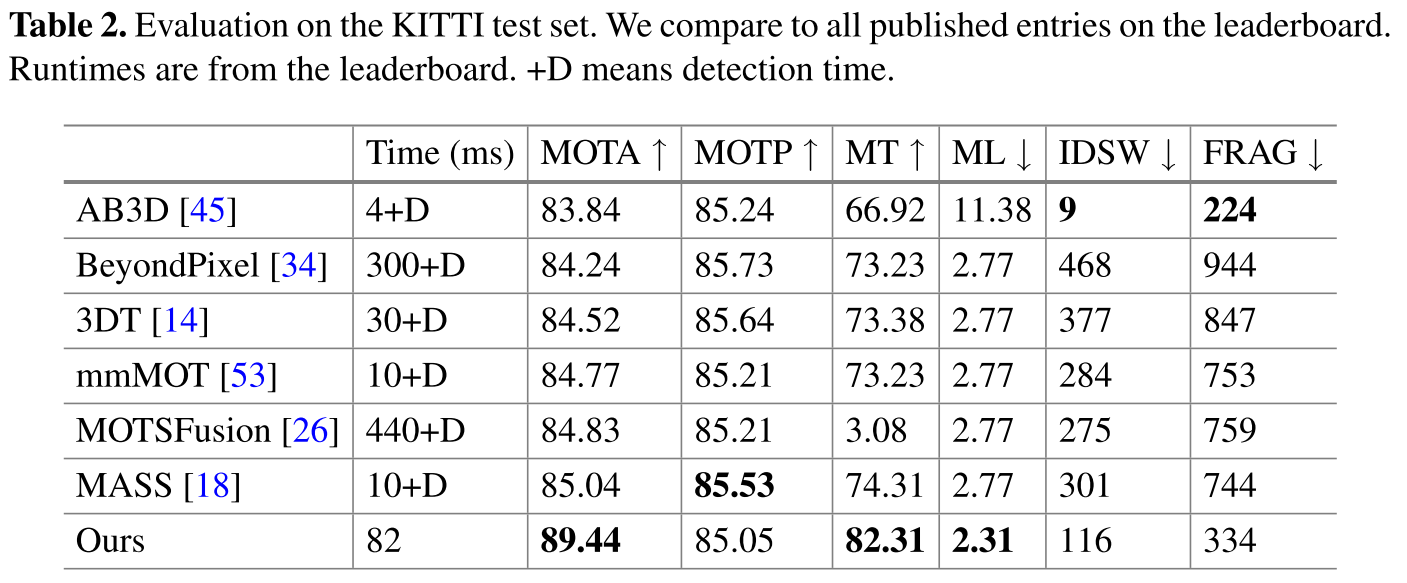 Table 2. Evaluation on the KITTI test set. We compare to all published entries on the leaderboard.
Runtimes are from the leaderboard. +D means detection time.
Time (ms) MOTA ↑ MOTP ↑ MT ↑ ML ↓ IDSW ↓ FRAG ↓
AB3D [45] 4+D 83.84 85.24 66.92 11.38 9 224
BeyondPixel [34] 300+D 84.24 85.73 73.23 2.77 468 944
3DT [14] 30+D 84.52 85.64 73.38 2.77 377 847
mmMOT [53] 10+D 84.77 85.21 73.23 2.77 284 753
MOTSFusion [26] 440+D 84.83 85.21 3.08 2.77 275 759
MASS [18] 10+D 85.04 85.53 74.31 2.77 301 744
Ours 82 89.44 85.05 82.31 2.31 116 334